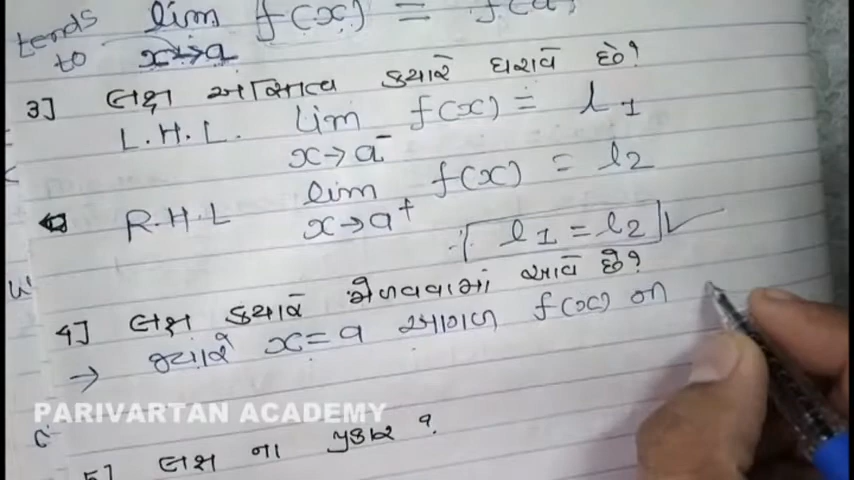 tends lim f(x) = f(a)
to x→a
3] લક્ષ અસ્તિત્વ ક્યારે ધરાવે છે?
L.H.L. lim f(x) = l1
x→a⁻
R.H.L lim f(x) = l2
x→a⁺
l1 = l2
4] લક્ષ ક્યારે મેળવવામાં આવે છે?
→ જ્યારે x=a આગળ f(x) ન
PARIVARTAN ACADEMY
5] લક્ષ ના પ્રકાર ?